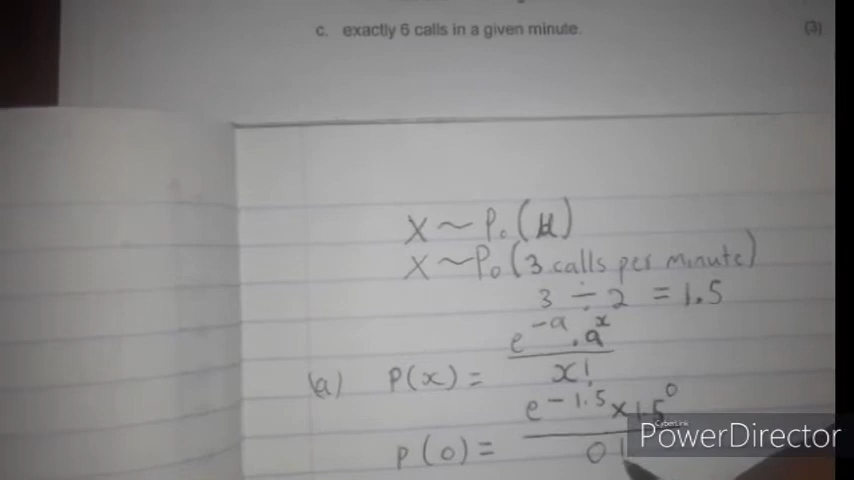 c. exactly 6 calls in a given minute. (3)
X ~ Po(μ)
X ~ Po(3 calls per minute)
3 ÷ 2 = 1.5
(a) P(x) = e^-a . a^x / x!
P(0) = e^-1.5 x 1.5^0 / 0!
CyberLink
PowerDirector